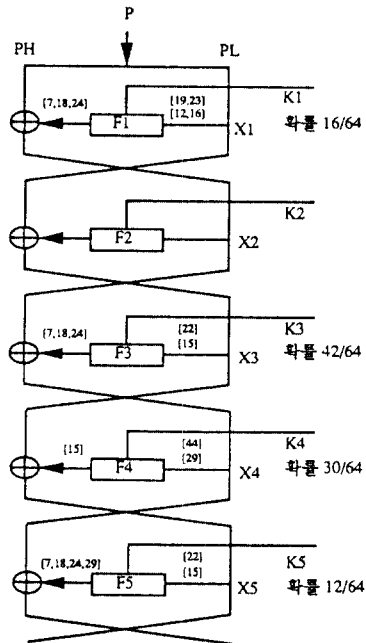 P
PH PL
[7,18,24] F1 [19,23] K1
[12,16] X1 확률 16/64
F2 K2
X2
[7,18,24] F3 [22] K3
[15] X3 확률 42/64
[15] F4 [44] K4
[29] X4 확률 30/64
[7,18,24,29] F5 [22] K5
[15] X5 확률 12/64